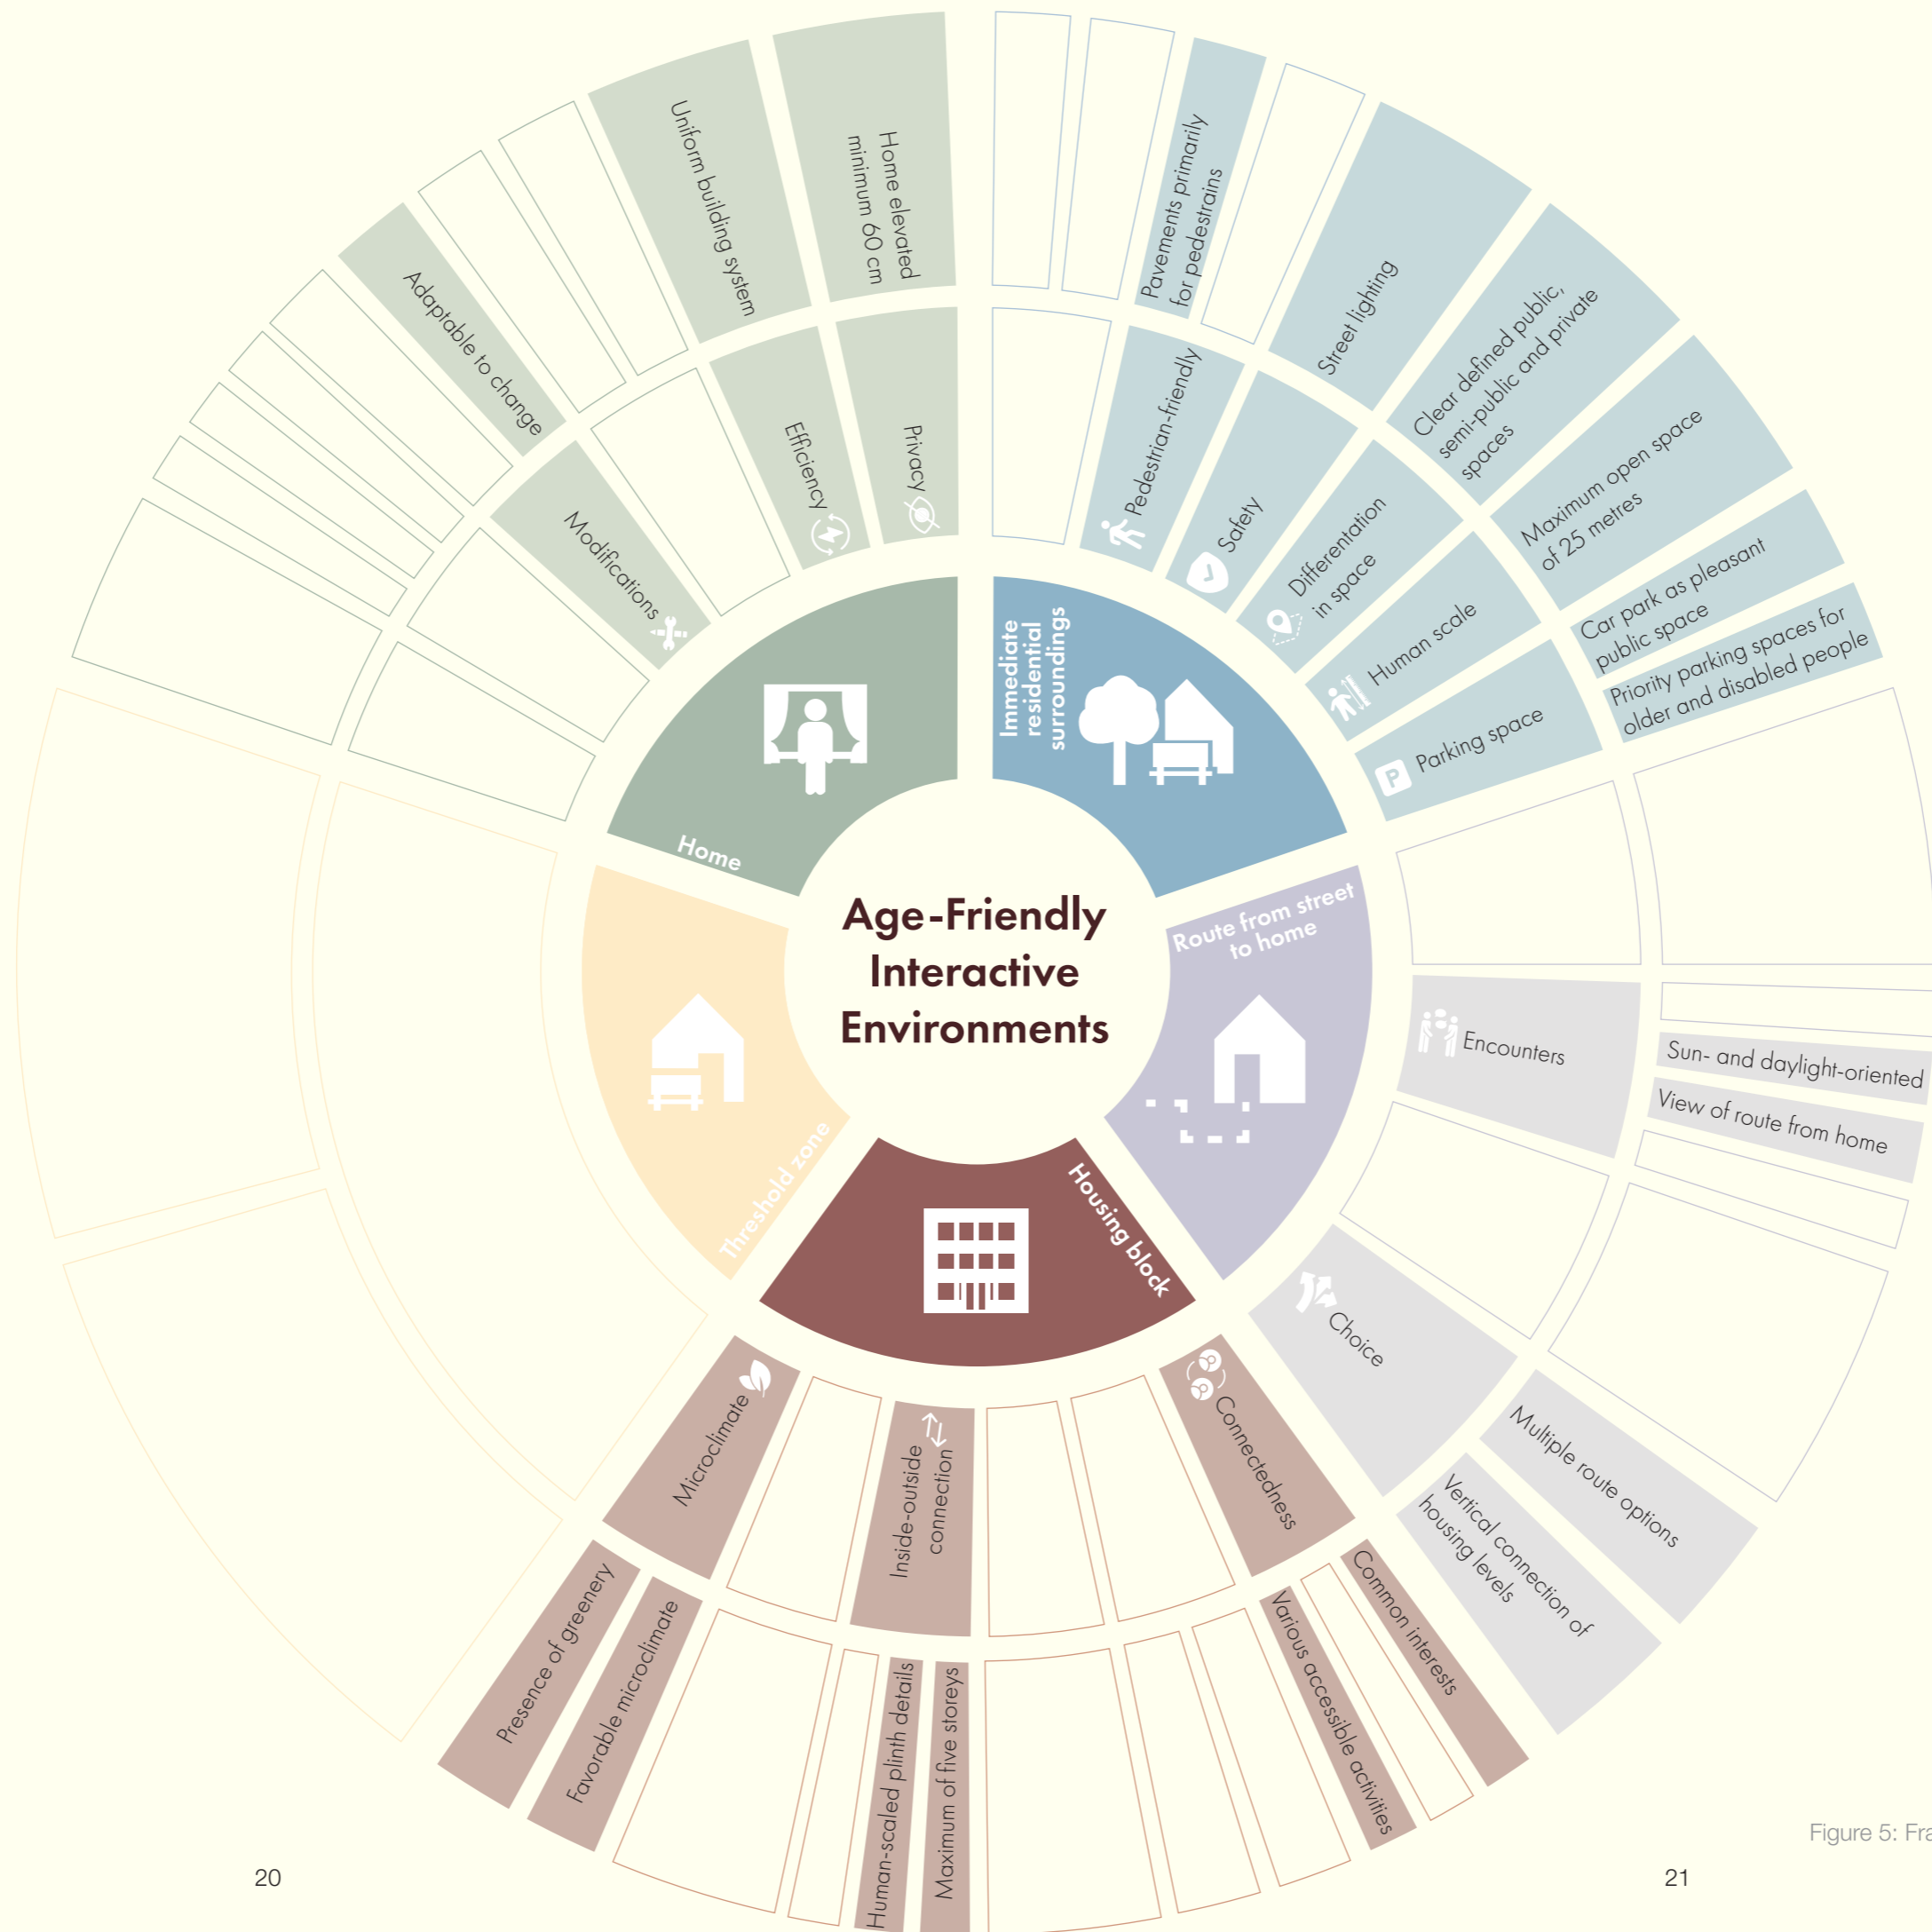 Age-Friendly
Interactive
Environments
Immediate
residential
surroundings
Pedestrian-friendly
Pavements primarily
for pedestrains
Safety
Street lighting
Differentation
in space
Clear defined public,
semi-public and private
spaces
Human scale
Maximum open space
of 25 metres
P
Parking space
Car park as pleasant
public space
Priority parking spaces for
older and disabled people
Route from street
to home
Encounters
Sun- and daylight-oriented
View of route from home
Choice
Multiple route options
Vertical connection of
housing levels
Housing block
Connectedness
Common interests
Various accessible activities
Inside-outside
connection
Maximum of five storeys
Human-scaled plinth details
Microclimate
Favorable microclimate
Presence of greenery
Threshold zone
Home
Modifications
Adaptable to change
Efficiency
Uniform building system
Privacy
Home elevated
minimum 60 cm
Figure 5: Fra
20
21